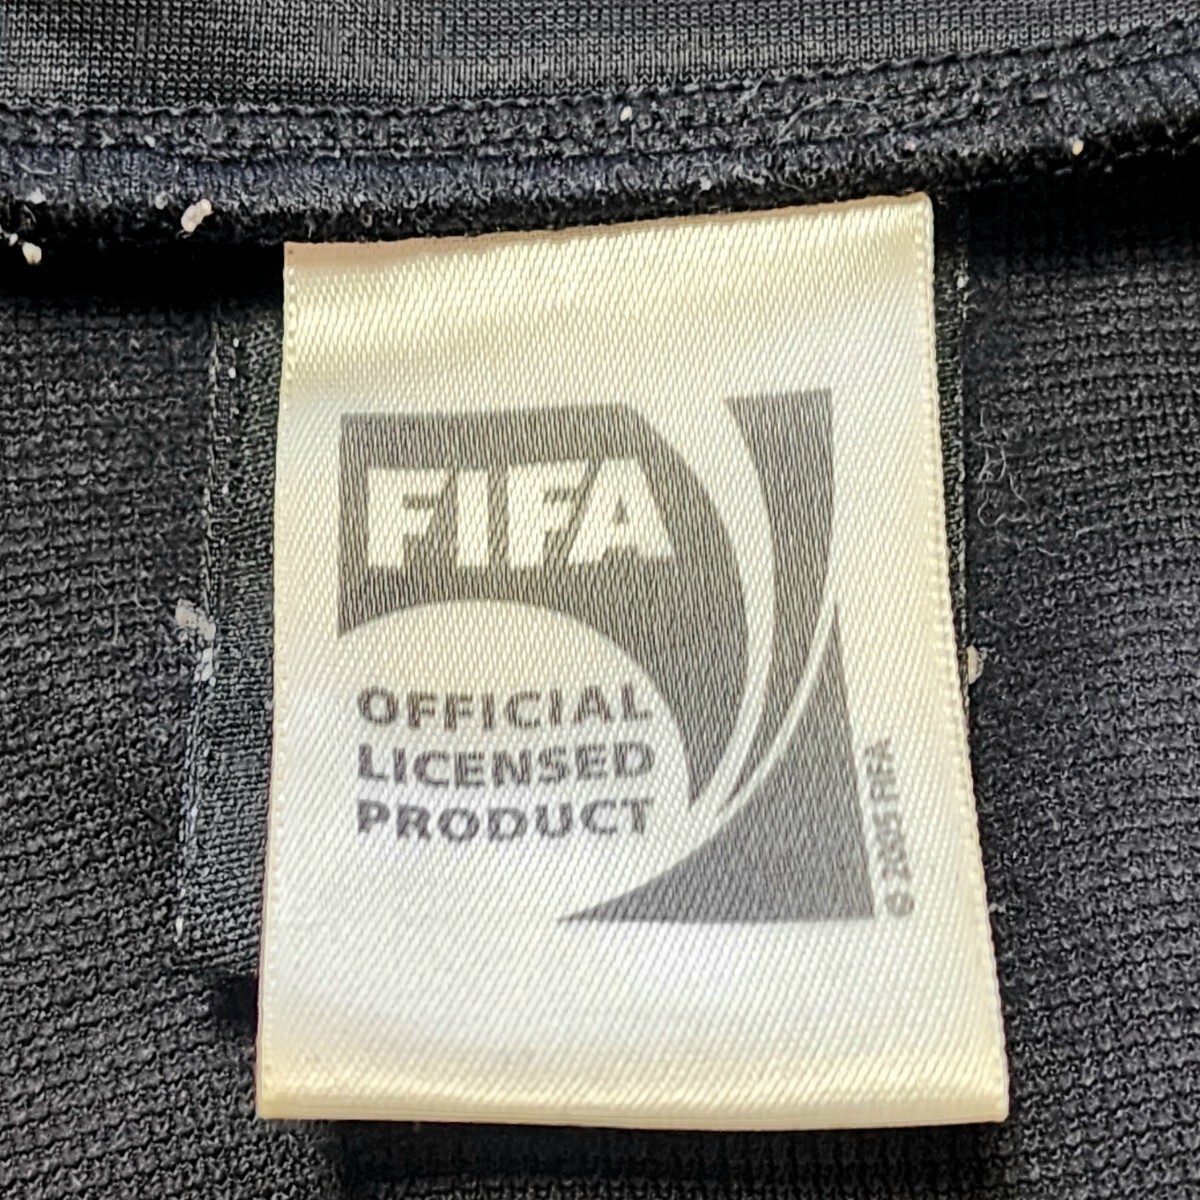 FIFA
OFFICIAL
LICENSED
PRODUCT
© 2005 FIFA